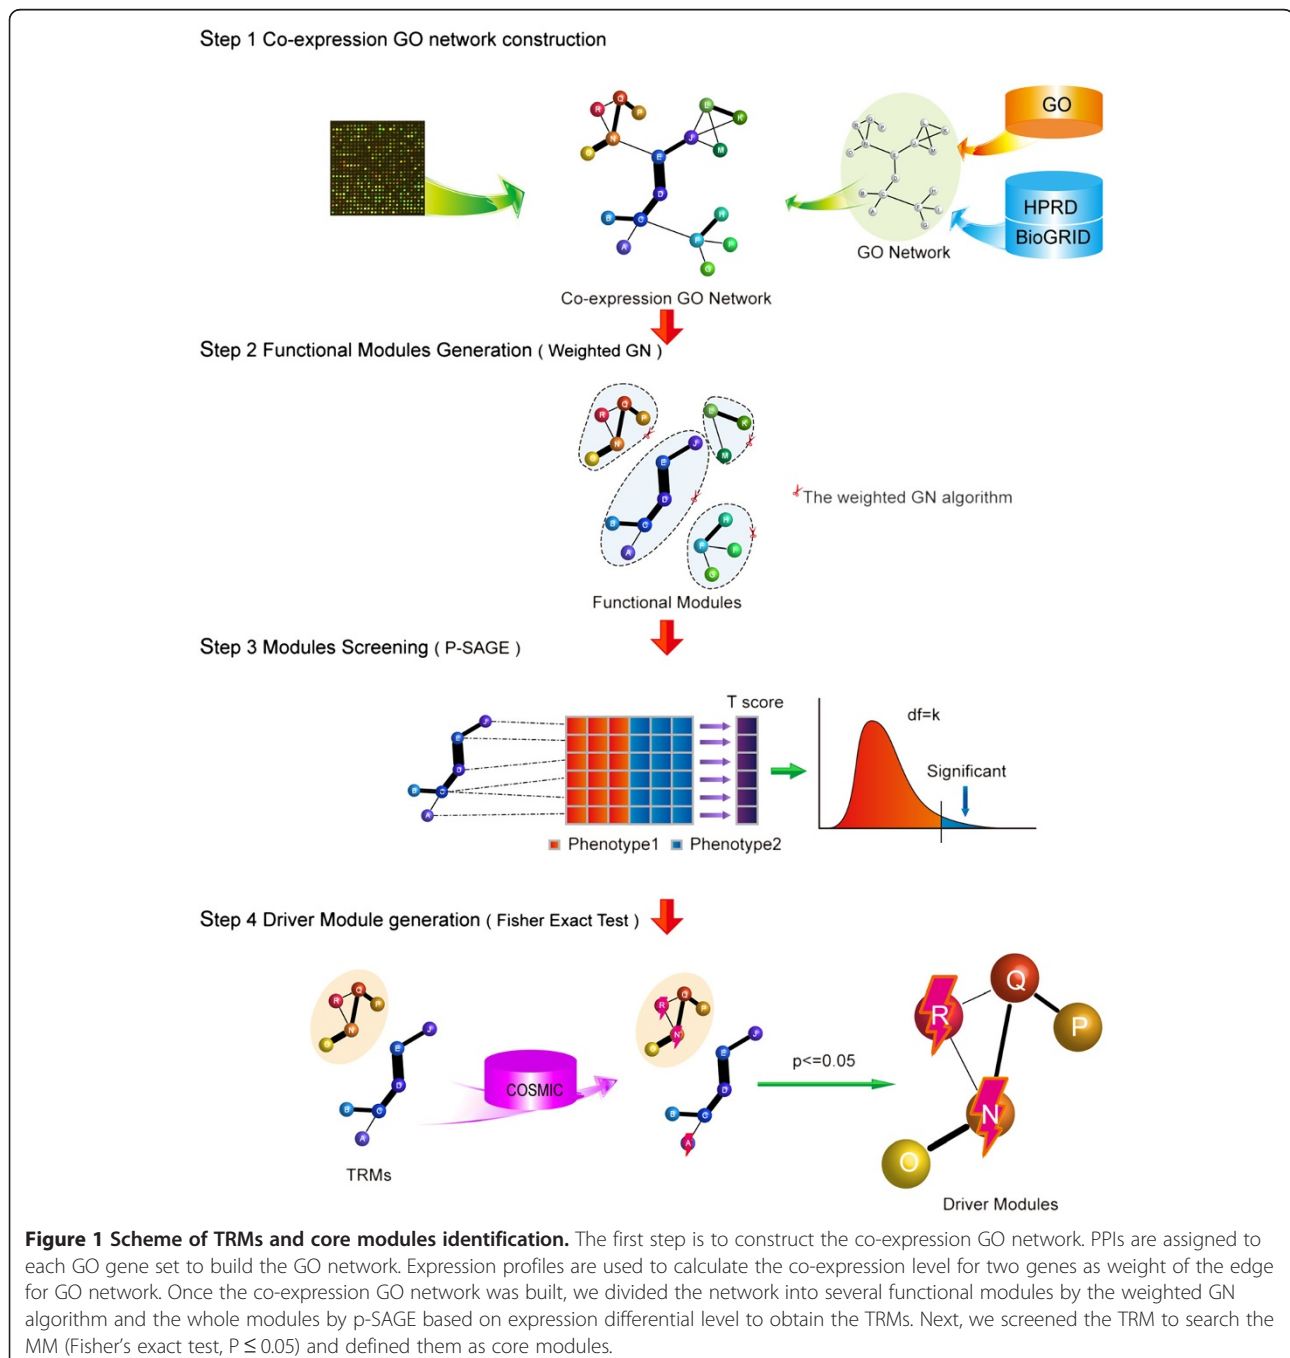 Step 1 Co-expression GO network construction
GO
HPRD
BioGRID
GO Network
Co-expression GO Network
Step 2 Functional Modules Generation ( Weighted GN )
R
P
N
E
J
D
B
C
A
K
M
H
The weighted GN algorithm
Functional Modules
Step 3 Modules Screening ( P-SAGE )
T score
df=k
Significant
Phenotype1 Phenotype2
Step 4 Driver Module generation ( Fisher Exact Test )
COSMIC
TRMs
p<=0.05
Q
R
P
N
O
Driver Modules
Figure 1 Scheme of TRMs and core modules identification. The first step is to construct the co-expression GO network. PPIs are assigned to
each GO gene set to build the GO network. Expression profiles are used to calculate the co-expression level for two genes as weight of the edge
for GO network. Once the co-expression GO network was built, we divided the network into several functional modules by the weighted GN
algorithm and the whole modules by p-SAGE based on expression differential level to obtain the TRMs. Next, we screened the TRM to search the
MM (Fisher's exact test, P ≤ 0.05) and defined them as core modules.